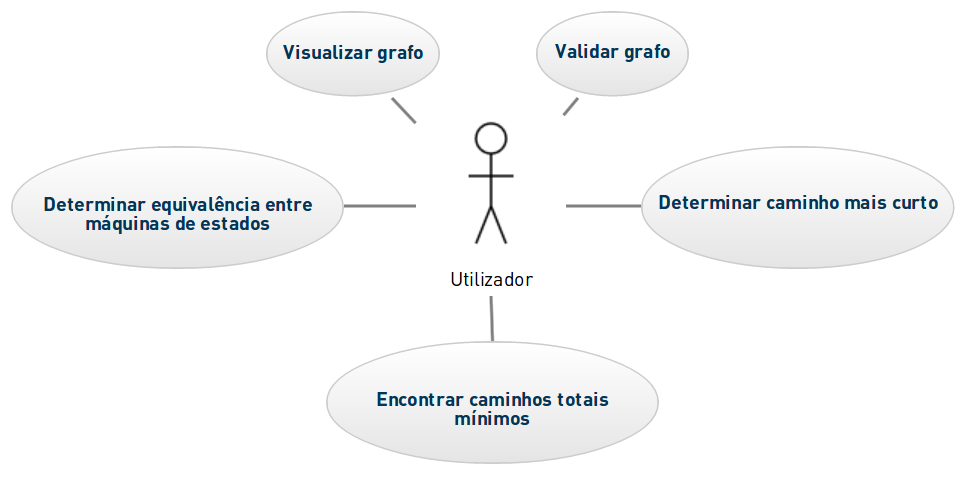 Visualizar grafo
Validar grafo
Determinar equivalência entre
máquinas de estados
Determinar caminho mais curto
Utilizador
Encontrar caminhos totais
mínimos